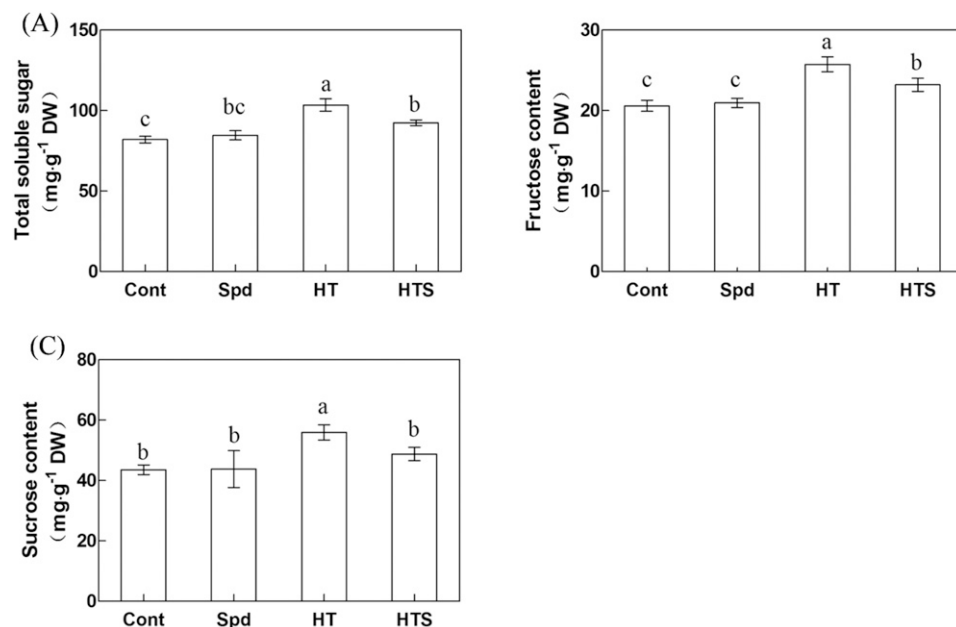 (A)
Total soluble sugar
（mg·g⁻¹ DW）
150
100
50
0
c
bc
a
b
Cont Spd HT HTS
Fructose content
（mg·g⁻¹ DW）
30
20
10
0
c
c
a
b
Cont Spd HT HTS
(C)
Sucrose content
（mg·g⁻¹ DW）
80
60
40
20
0
b
b
a
b
Cont Spd HT HTS